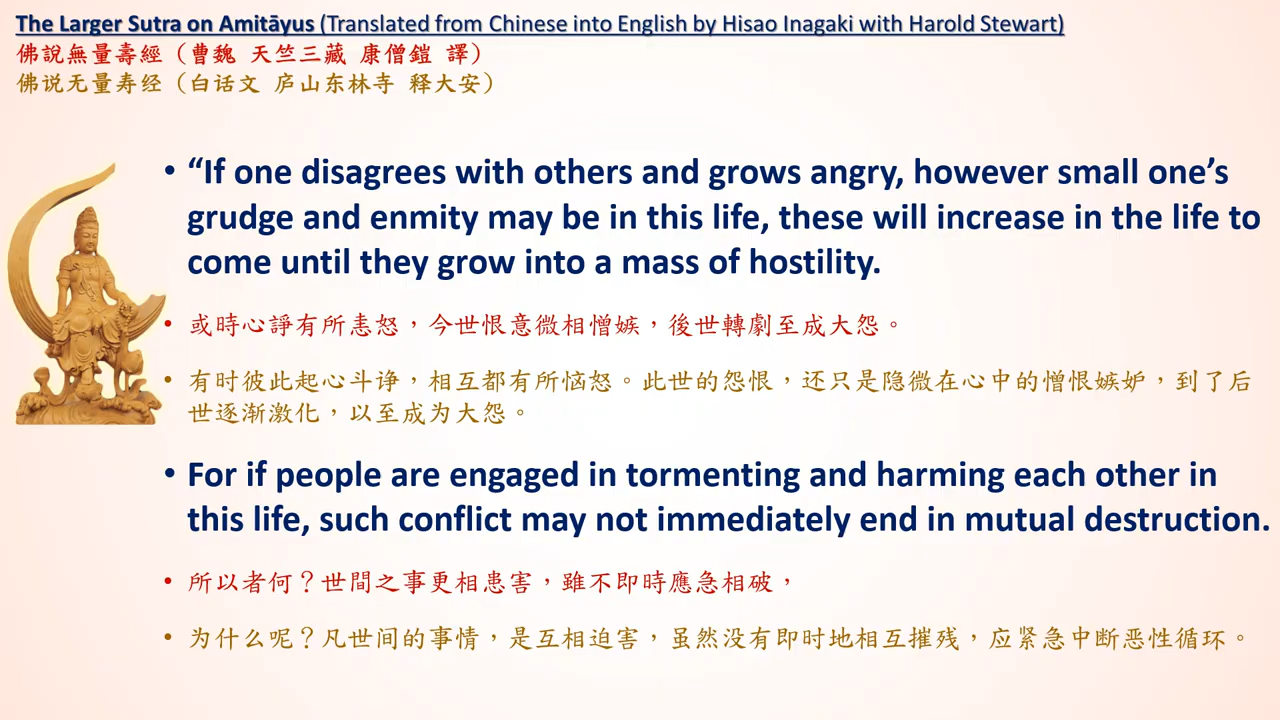 The Larger Sutra on Amitāyus (Translated from Chinese into English by Hisao Inagaki with Harold Stewart)
佛說無量壽經（曹魏 天竺三藏 康僧鎧 譯）
佛说无量寿经（白话文 庐山东林寺 释大安）
• “If one disagrees with others and grows angry, however small one’s
grudge and enmity may be in this life, these will increase in the life to
come until they grow into a mass of hostility.
• 或時心諍有所恚怒，今世恨意微相憎嫉，後世轉劇至成大怨。
• 有时彼此起心斗诤，相互都有所恼怒。此世的怨恨，还只是隐微在心中的憎恨嫉妒，到了后
世逐渐激化，以至成为大怨。
• For if people are engaged in tormenting and harming each other in
this life, such conflict may not immediately end in mutual destruction.
• 所以者何？世間之事更相患害，雖不即時應急相破，
• 为什么呢？凡世间的事情，是互相迫害，虽然没有即时地相互摧残，应紧急中断恶性循环。